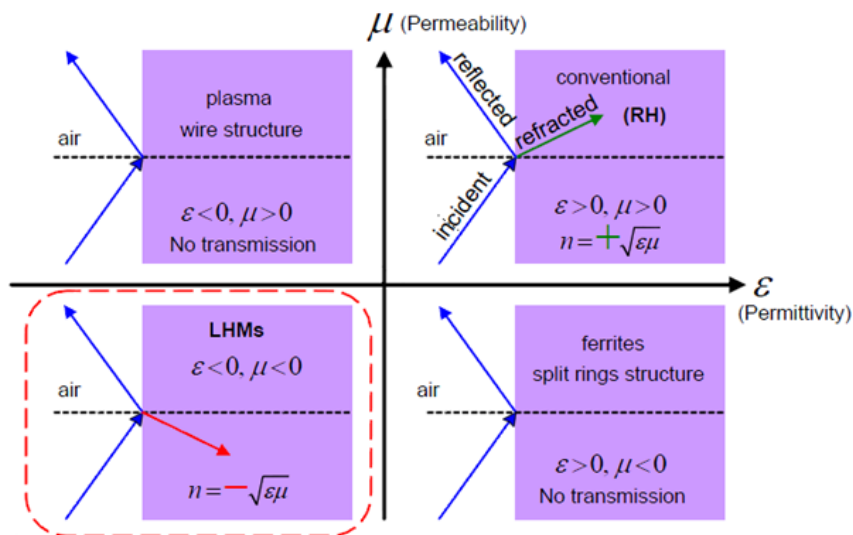 μ (Permeability)
plasma
wire structure
air
ε<0, μ>0
No transmission
conventional
(RH)
air
reflected
refracted
incident
ε>0, μ>0
n=+√εμ
ε
(Permittivity)
LHMs
ε<0, μ<0
air
n=−√εμ
ferrites
split rings structure
air
ε>0, μ<0
No transmission